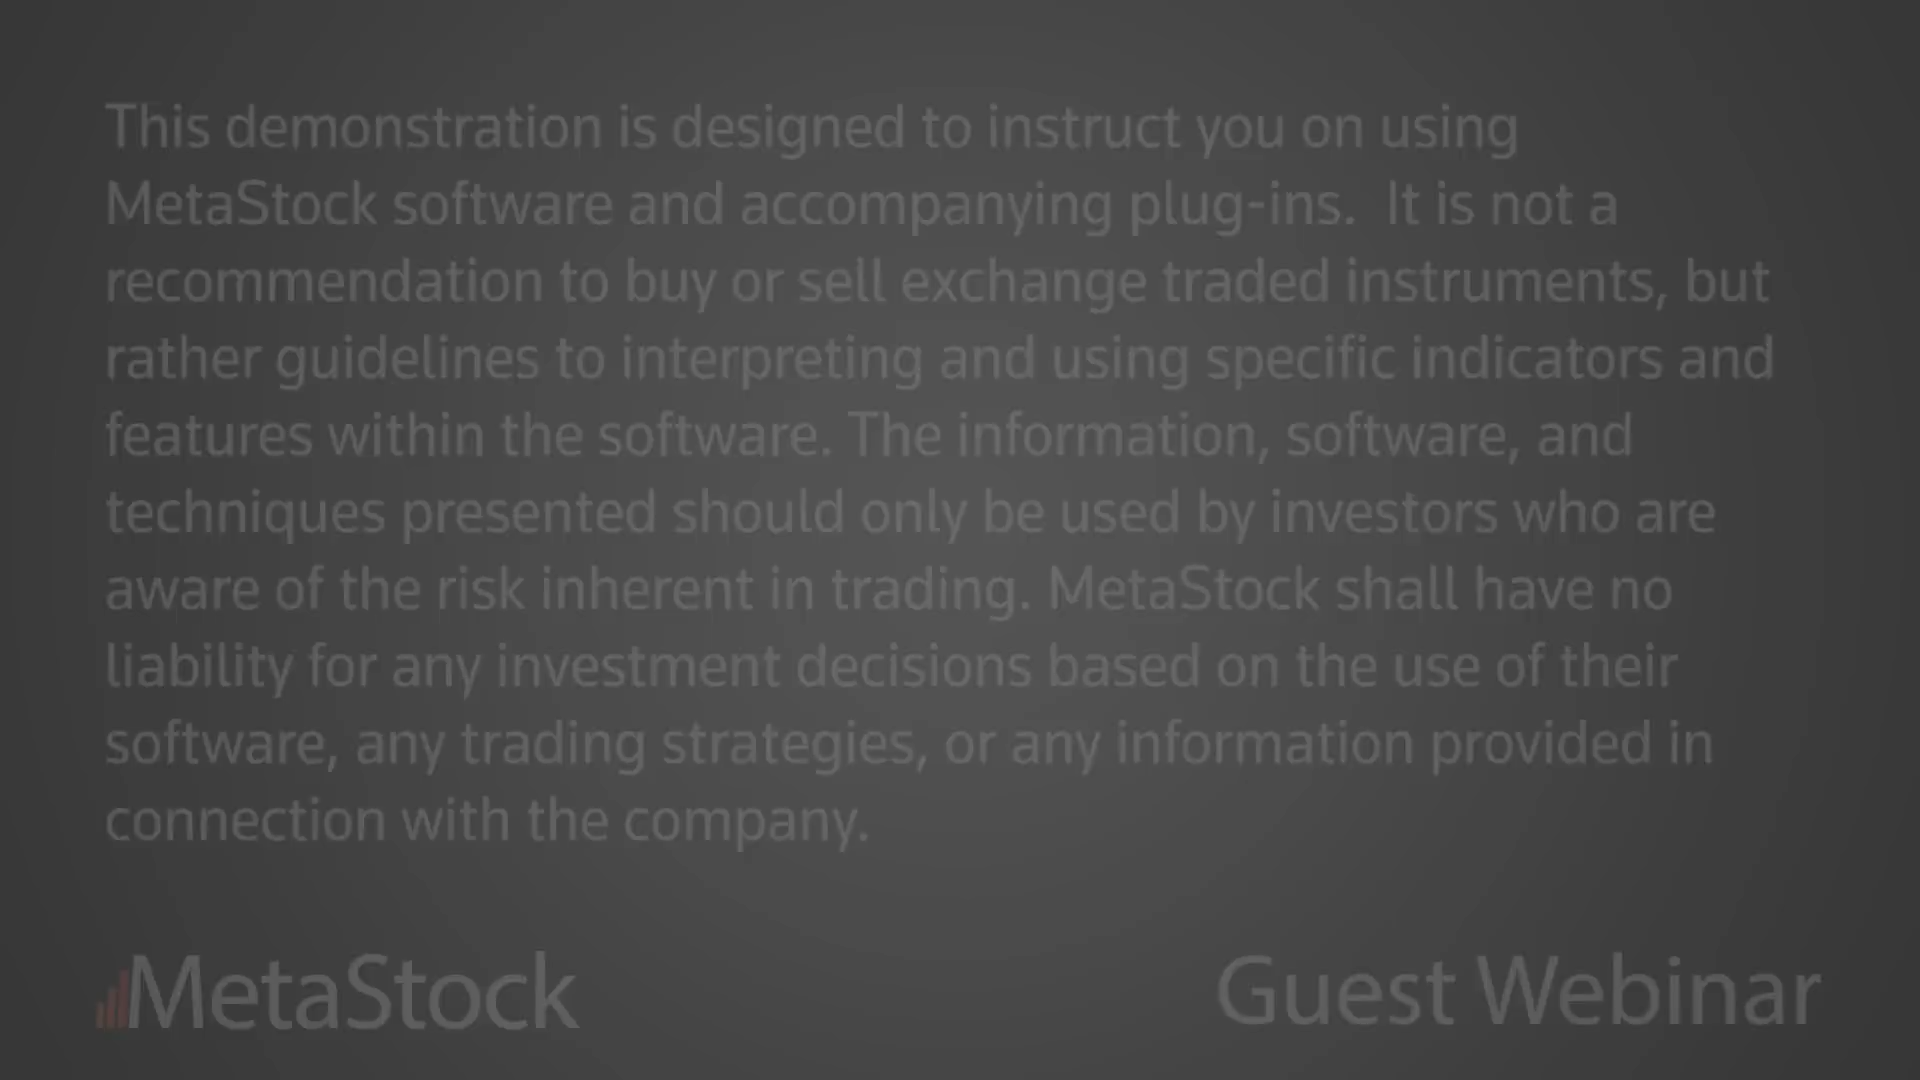 This demonstration is designed to instruct you on using
MetaStock software and accompanying plug-ins.  It is not a
recommendation to buy or sell exchange traded instruments, but
rather guidelines to interpreting and using specific indicators and
features within the software. The information, software, and
techniques presented should only be used by investors who are
aware of the risk inherent in trading. MetaStock shall have no
liability for any investment decisions based on the use of their
software, any trading strategies, or any information provided in
connection with the company.
MetaStock
Guest Webinar